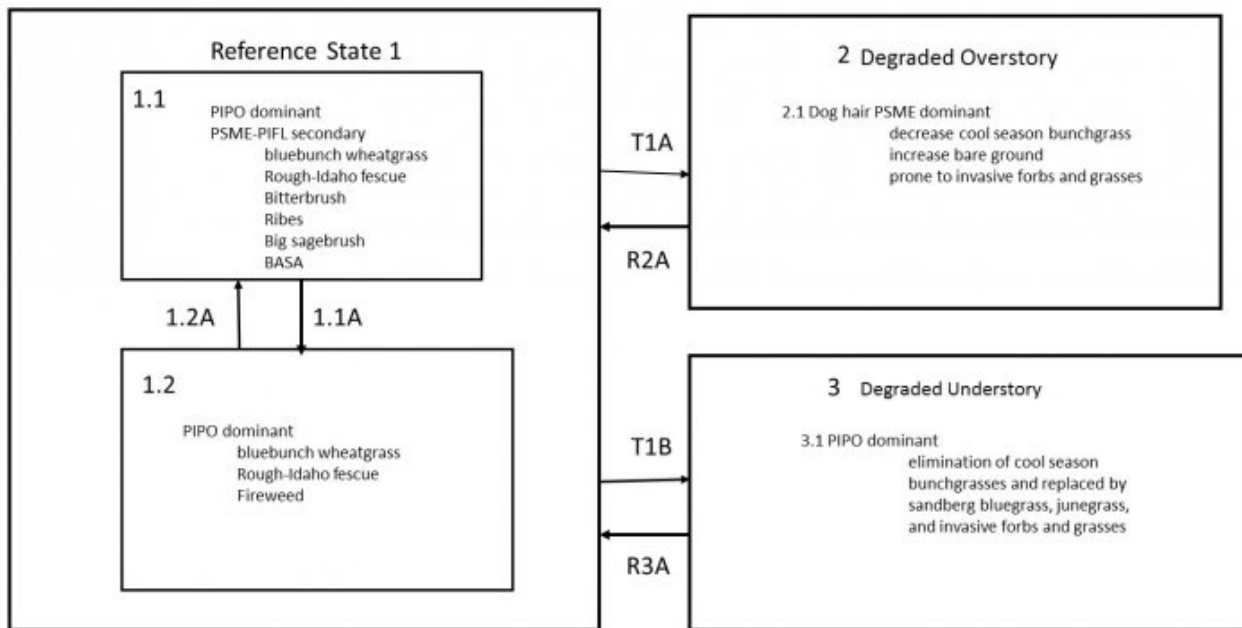 Reference State 1
1.1
PIPO dominant
PSME-PIFL secondary
bluebunch wheatgrass
Rough-Idaho fescue
Bitterbrush
Ribes
Big sagebrush
BASA
1.2A
1.1A
1.2
PIPO dominant
bluebunch wheatgrass
Rough-Idaho fescue
Fireweed
T1A
R2A
2 Degraded Overstory
2.1 Dog hair PSME dominant
decrease cool season bunchgrass
increase bare ground
prone to invasive forbs and grasses
T1B
R3A
3 Degraded Understory
3.1 PIPO dominant
elimination of cool season
bunchgrasses and replaced by
sandberg bluegrass, junegrass,
and invasive forbs and grasses